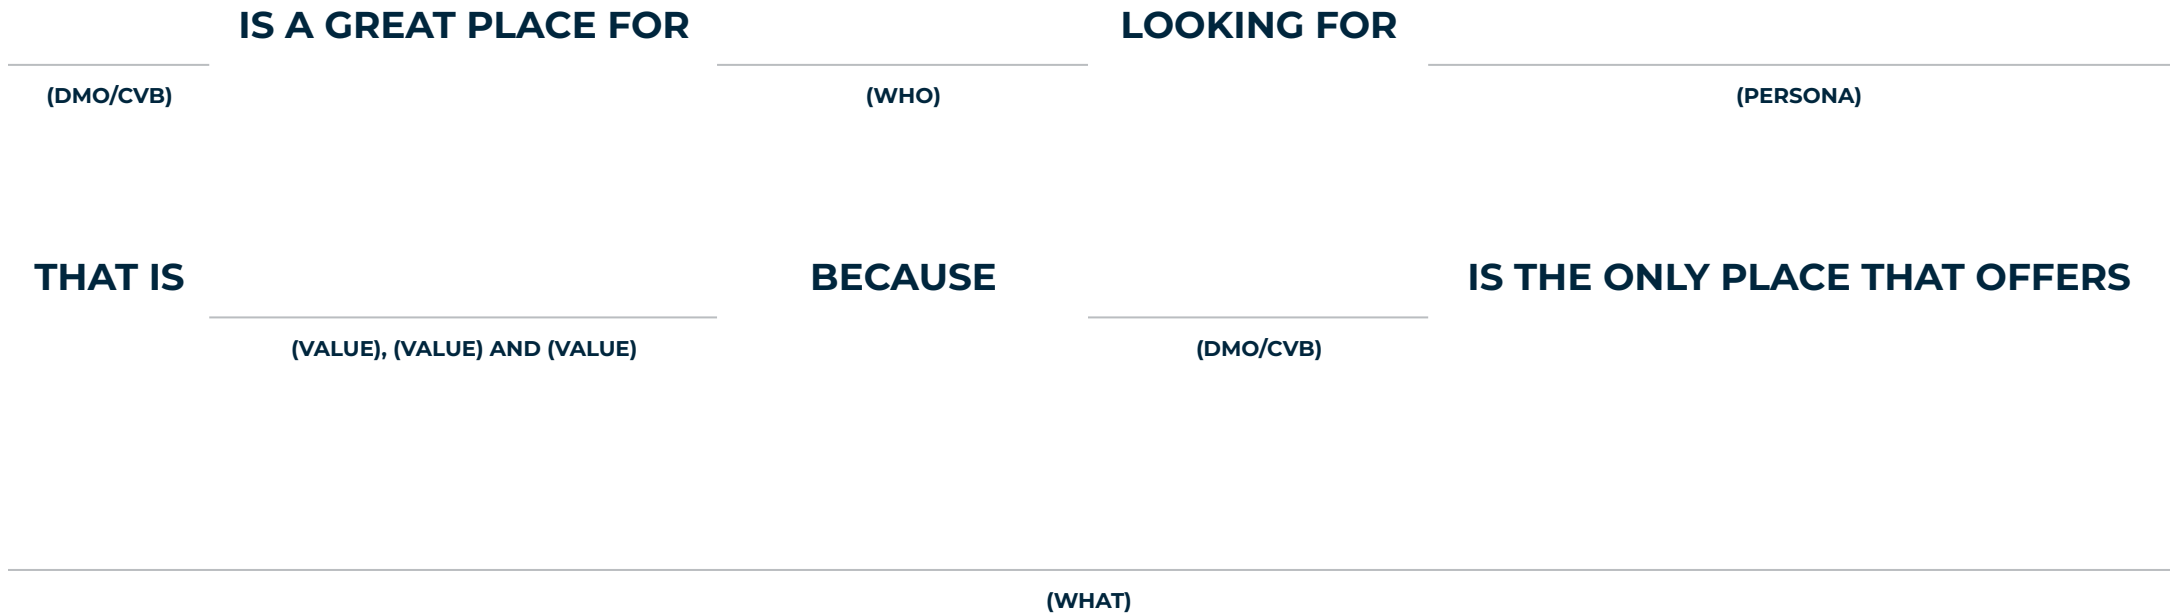 IS A GREAT PLACE FOR LOOKING FOR
(DMO/CVB) (WHO) (PERSONA)
THAT IS BECAUSE IS THE ONLY PLACE THAT OFFERS
(VALUE), (VALUE) AND (VALUE) (DMO/CVB)
(WHAT)